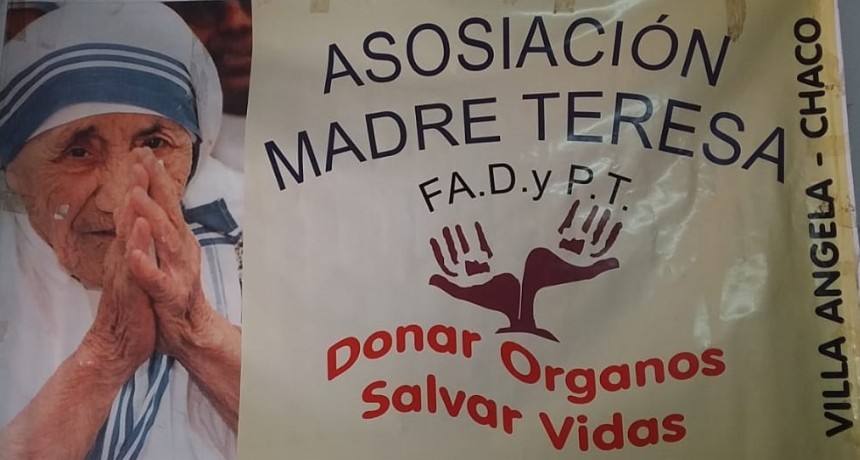 ASOSIACIÓN
MADRE TERESA
FA.D.y P.T.
Donar Organos
Salvar Vidas
VILLA ANGELA - CHACO